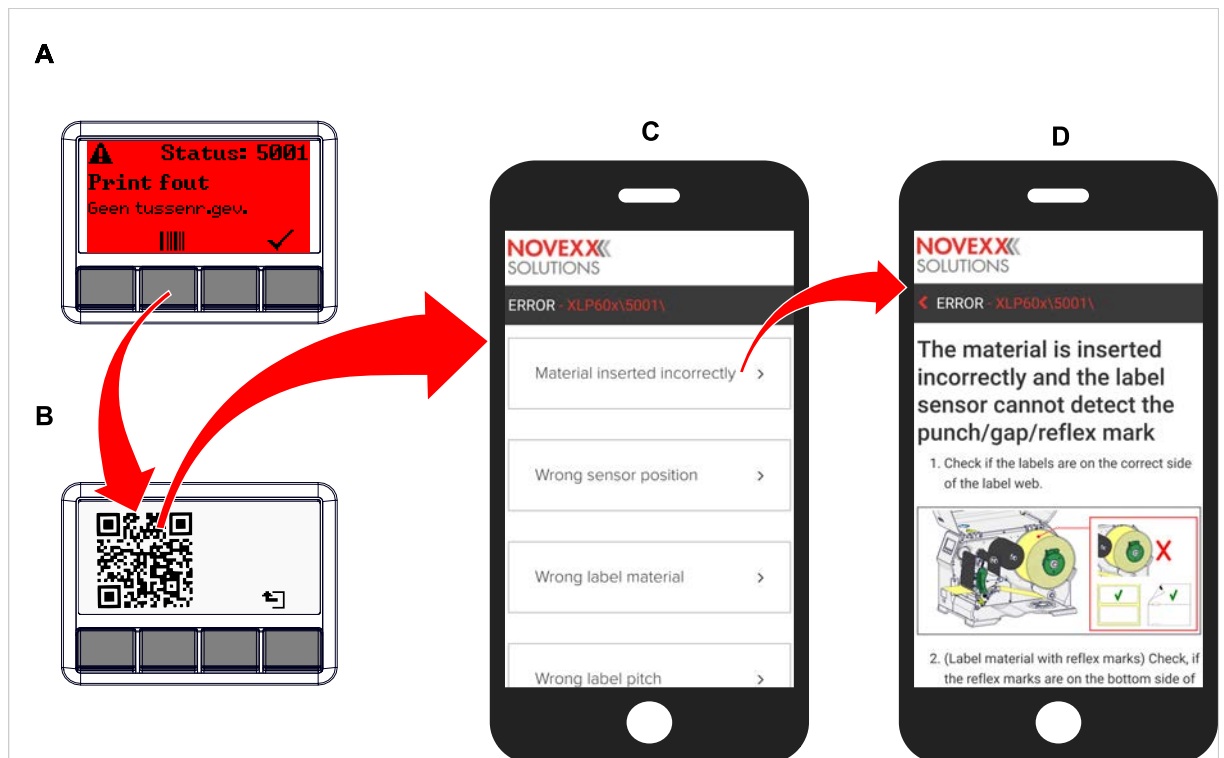 A
Status: 5001
Print fout
Geen tussenr.gev.
B
C
NOVEXX
SOLUTIONS
ERROR - XLP60x\5001\
Material inserted incorrectly
Wrong sensor position
Wrong label material
Wrong label pitch
D
NOVEXX
SOLUTIONS
ERROR - XLP60x\5001\
The material is inserted
incorrectly and the label
sensor cannot detect the
punch/gap/reflex mark
1. Check if the labels are on the correct side
of the label web.
2. (Label material with reflex marks) Check, if
the reflex marks are on the bottom side of